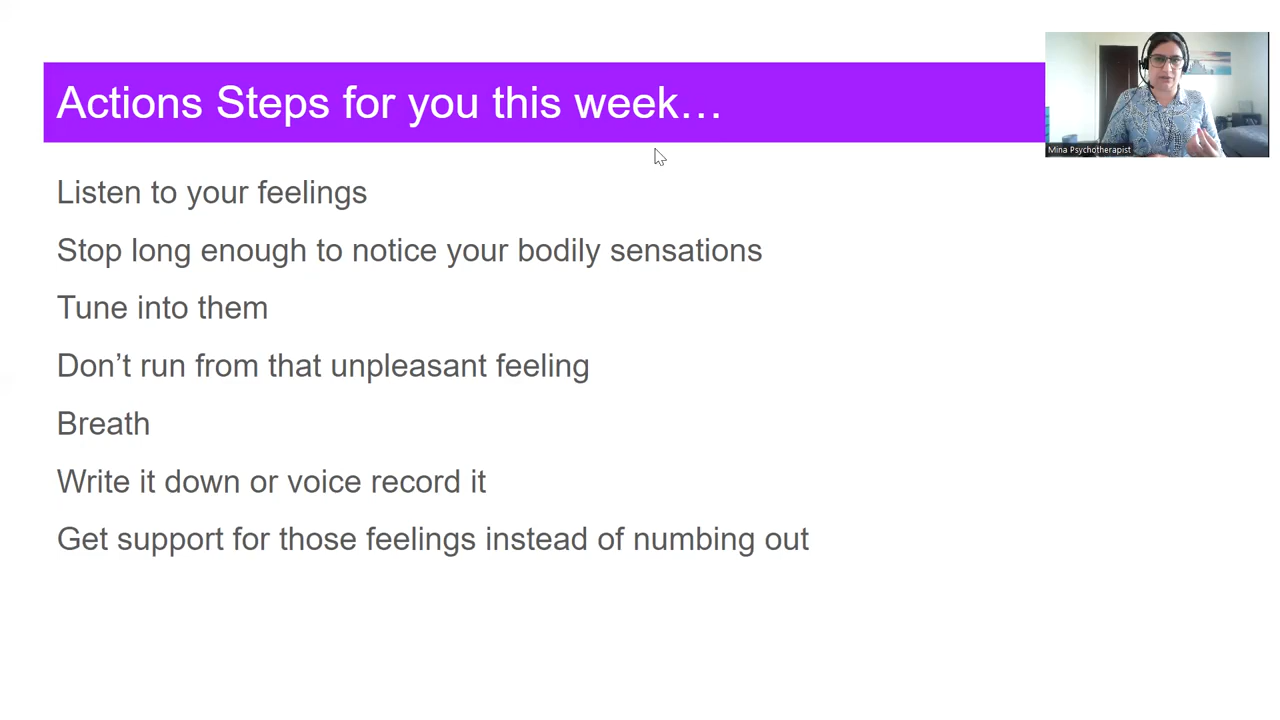 Actions Steps for you this week…
Mina Psychotherapist
Listen to your feelings
Stop long enough to notice your bodily sensations
Tune into them
Don’t run from that unpleasant feeling
Breath
Write it down or voice record it
Get support for those feelings instead of numbing out